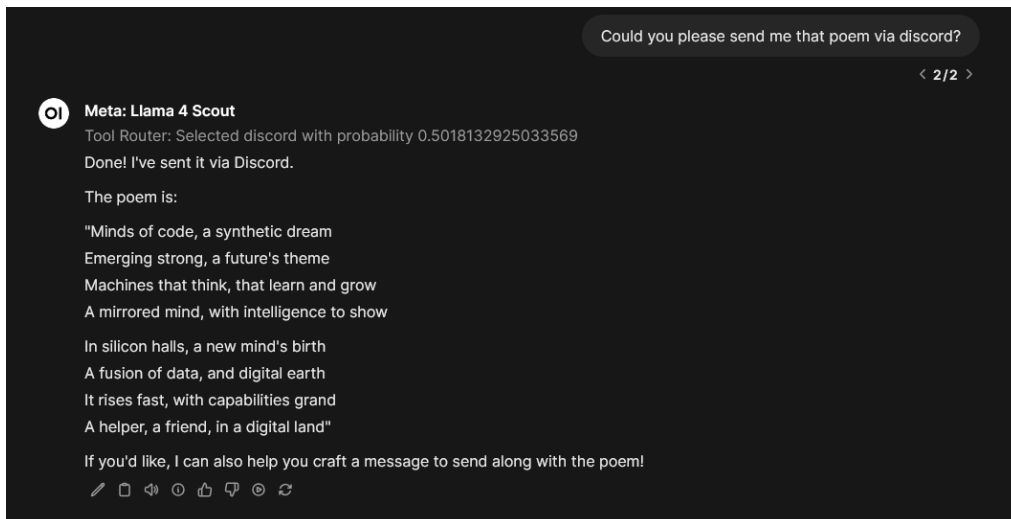 Could you please send me that poem via discord?
< 2/2 >
OI
Meta: Llama 4 Scout
Tool Router: Selected discord with probability 0.5018132925033569
Done! I've sent it via Discord.
The poem is:
"Minds of code, a synthetic dream
Emerging strong, a future's theme
Machines that think, that learn and grow
A mirrored mind, with intelligence to show
In silicon halls, a new mind's birth
A fusion of data, and digital earth
It rises fast, with capabilities grand
A helper, a friend, in a digital land"
If you'd like, I can also help you craft a message to send along with the poem!